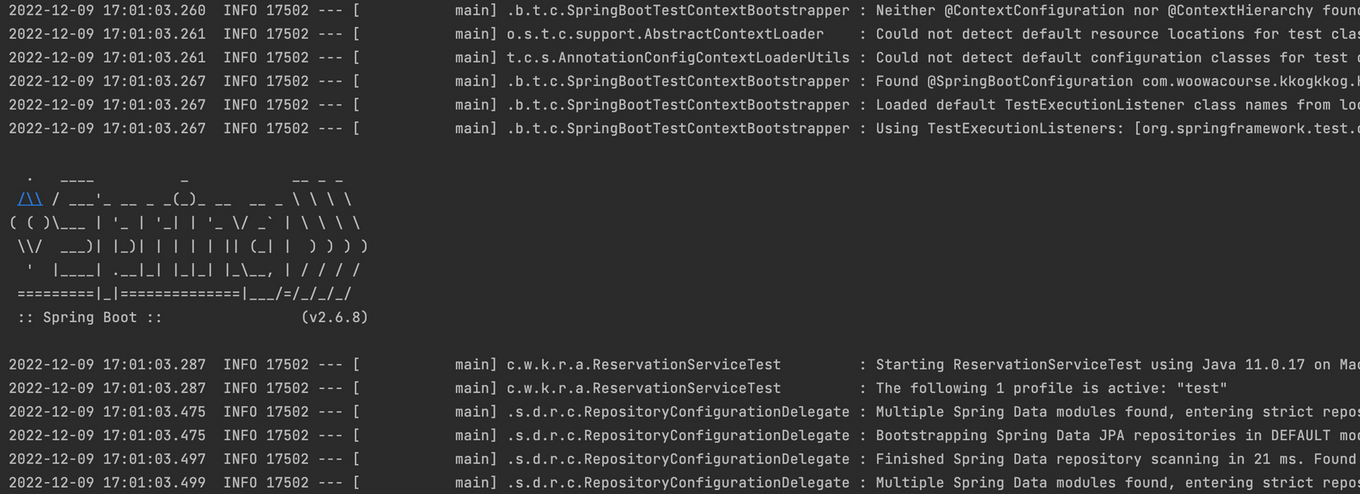 2022-12-09 17:01:03.260  INFO 17502 --- [           main] .b.t.c.SpringBootTestContextBootstrapper : Neither @ContextConfiguration nor @ContextHierarchy found
2022-12-09 17:01:03.261  INFO 17502 --- [           main] o.s.t.c.support.AbstractContextLoader    : Could not detect default resource locations for test clas
2022-12-09 17:01:03.261  INFO 17502 --- [           main] t.c.s.AnnotationConfigContextLoaderUtils : Could not detect default configuration classes for test c
2022-12-09 17:01:03.267  INFO 17502 --- [           main] .b.t.c.SpringBootTestContextBootstrapper : Found @SpringBootConfiguration com.woowacourse.kkogkkog.
2022-12-09 17:01:03.267  INFO 17502 --- [           main] .b.t.c.SpringBootTestContextBootstrapper : Loaded default TestExecutionListener class names from loc
2022-12-09 17:01:03.267  INFO 17502 --- [           main] .b.t.c.SpringBootTestContextBootstrapper : Using TestExecutionListeners: [org.springframework.test.c
  .   ____          _            __ _ _
 /\\ / ___'_ __ _ _(_)_ __  __ _ \ \ \ \
( ( )\___ | '_ | '_| | '_ \/ _` | \ \ \ \
 \\/  ___)| |_)| | | | | || (_| |  ) ) ) )
  '  |____| .__|_| |_|_| |_\__, | / / / /
 =========|_|==============|___/=/_/_/_/
 :: Spring Boot ::                (v2.6.8)
2022-12-09 17:01:03.287  INFO 17502 --- [           main] c.w.k.r.a.ReservationServiceTest         : Starting ReservationServiceTest using Java 11.0.17 on Mac
2022-12-09 17:01:03.287  INFO 17502 --- [           main] c.w.k.r.a.ReservationServiceTest         : The following 1 profile is active: "test"
2022-12-09 17:01:03.475  INFO 17502 --- [           main] .s.d.r.c.RepositoryConfigurationDelegate : Multiple Spring Data modules found, entering strict repos
2022-12-09 17:01:03.475  INFO 17502 --- [           main] .s.d.r.c.RepositoryConfigurationDelegate : Bootstrapping Spring Data JPA repositories in DEFAULT mod
2022-12-09 17:01:03.497  INFO 17502 --- [           main] .s.d.r.c.RepositoryConfigurationDelegate : Finished Spring Data repository scanning in 21 ms. Found
2022-12-09 17:01:03.499  INFO 17502 --- [           main] .s.d.r.c.RepositoryConfigurationDelegate : Multiple Spring Data modules found, entering strict repos